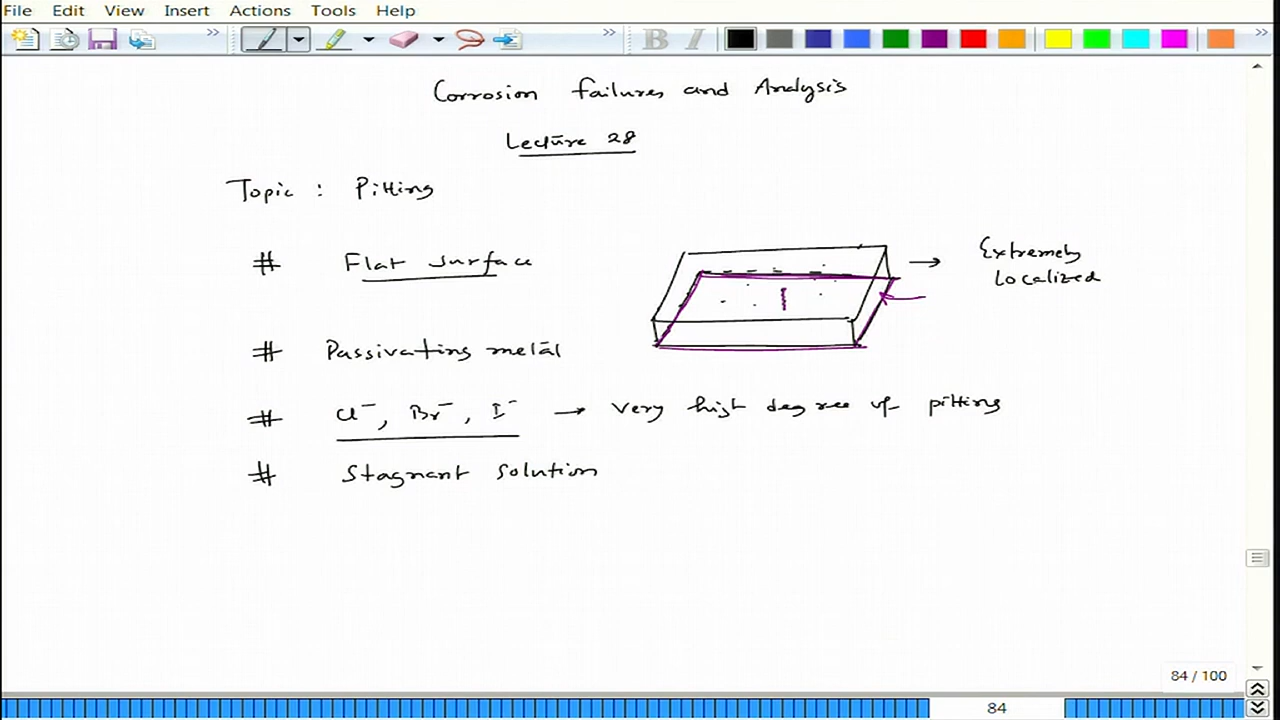 File Edit View Insert Actions Tools Help
Corrosion failures and Analysis
Lecture 28
Topic : Pitting
# Flat surface
Extremely
localized
# Passivating metal
# Cl⁻, Br⁻, I⁻ → Very high degree of pitting
# Stagnant solution
84 / 100
84